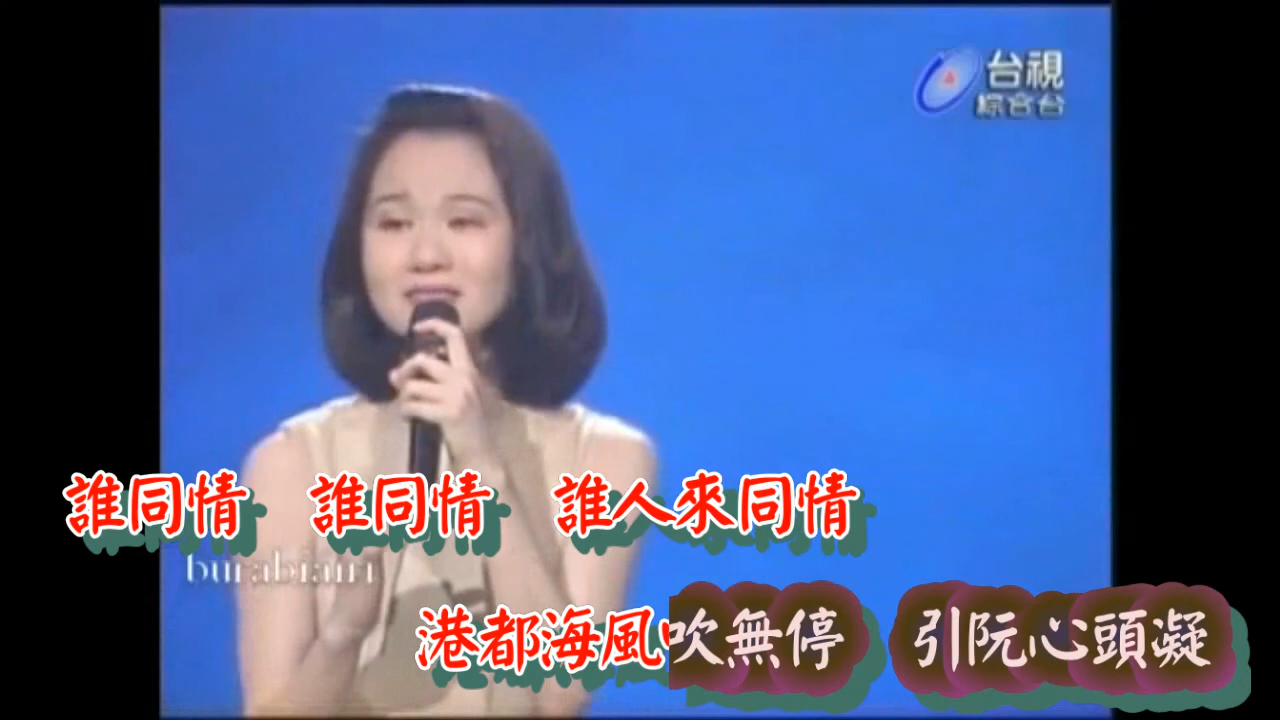 台視
綜合台
誰同情 誰同情 誰人來同情
burabiam
港都海風吹無停 引阮心頭凝